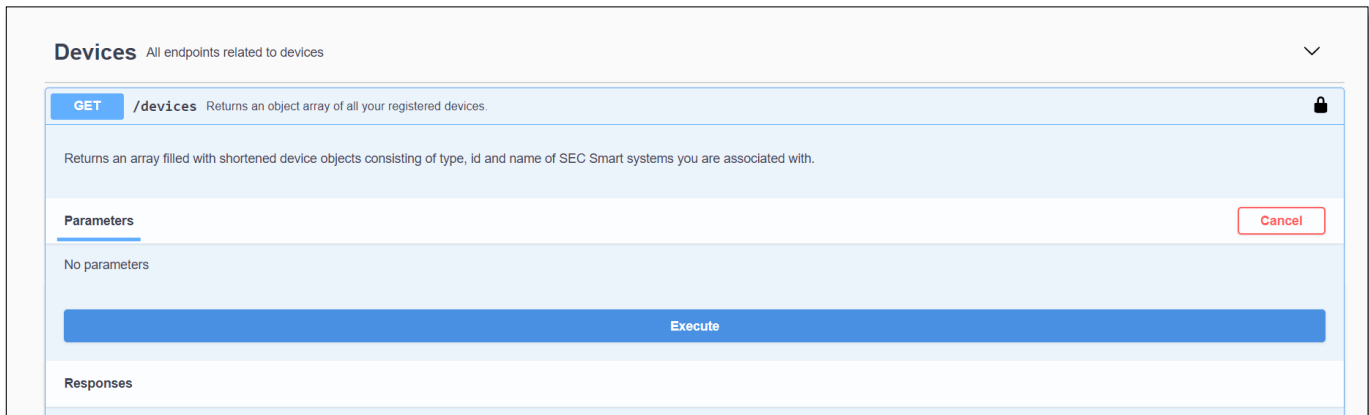 Devices All endpoints related to devices
GET /devices Returns an object array of all your registered devices.
Returns an array filled with shortened device objects consisting of type, id and name of SEC Smart systems you are associated with.
Parameters Cancel
No parameters
Execute
Responses